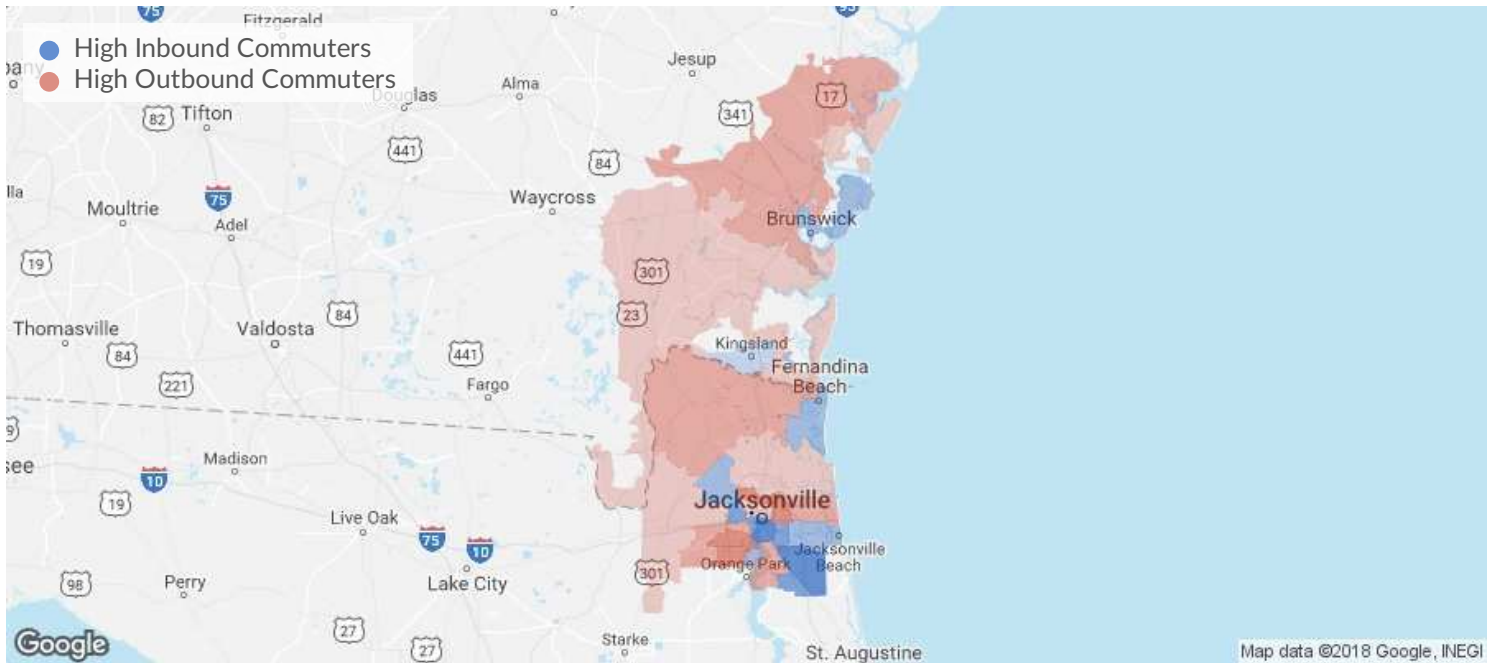 75
95
Fitzgerald
High Inbound Commuters
High Outbound Commuters
Jesup
Alma
Douglas
17
82
Tifton
341
441
84
Waycross
75
Moultrie
Adel
Brunswick
19
301
23
84
Thomasville
Valdosta
84
441
Kingsland
Fernandina
Beach
221
Fargo
Madison
10
19
Jacksonville
Live Oak
75
10
Jacksonville
Beach
Orange Park
98
Perry
Lake City
301
27
27
Starke
St. Augustine
Google
Map data ©2018 Google, INEGI